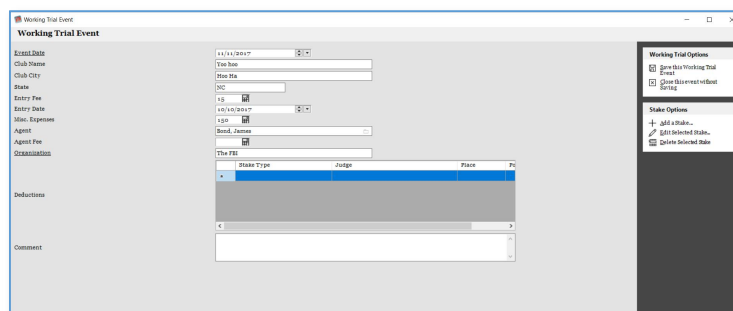 Working Trial Event
Working Trial Event
Event Date 11/11/2017
Club Name Yoo hoo
Club City Hoo Ha
State NC
Entry Fee 15
Entry Date 10/10/2017
Misc. Expenses 150
Agent Bond, James
Agent Fee
Organization The FBI
Stake Type Judge Place Po
Deductions
Comment
Working Trial Options
Save this Working Trial
Event
Close this event without
Saving
Stake Options
Add a Stake...
Edit Selected Stake..
Delete Selected Stake